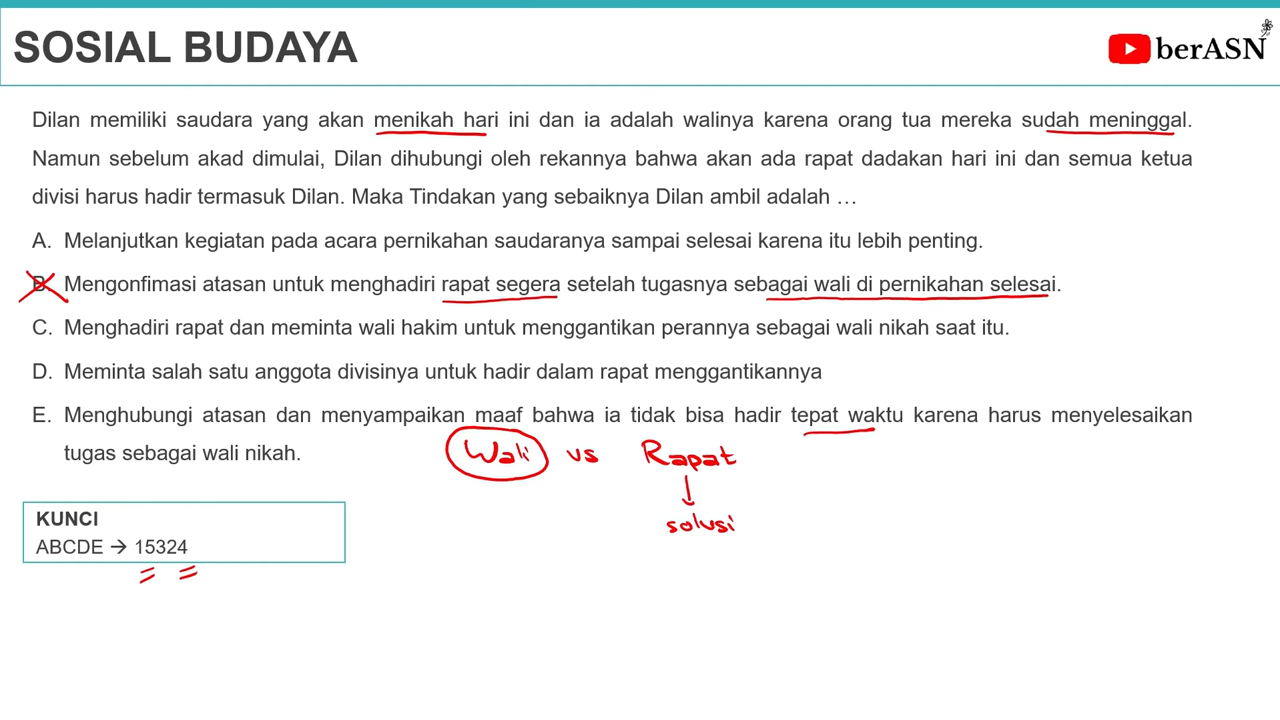 SOSIAL BUDAYA
berASN
Dilan memiliki saudara yang akan menikah hari ini dan ia adalah walinya karena orang tua mereka sudah meninggal.
Namun sebelum akad dimulai, Dilan dihubungi oleh rekannya bahwa akan ada rapat dadakan hari ini dan semua ketua
divisi harus hadir termasuk Dilan. Maka Tindakan yang sebaiknya Dilan ambil adalah …
A. Melanjutkan kegiatan pada acara pernikahan saudaranya sampai selesai karena itu lebih penting.
B. Mengonfimasi atasan untuk menghadiri rapat segera setelah tugasnya sebagai wali di pernikahan selesai.
C. Menghadiri rapat dan meminta wali hakim untuk menggantikan perannya sebagai wali nikah saat itu.
D. Meminta salah satu anggota divisinya untuk hadir dalam rapat menggantikannya
E. Menghubungi atasan dan menyampaikan maaf bahwa ia tidak bisa hadir tepat waktu karena harus menyelesaikan
tugas sebagai wali nikah.
Wali vs Rapat
solusi
KUNCI
ABCDE → 15324